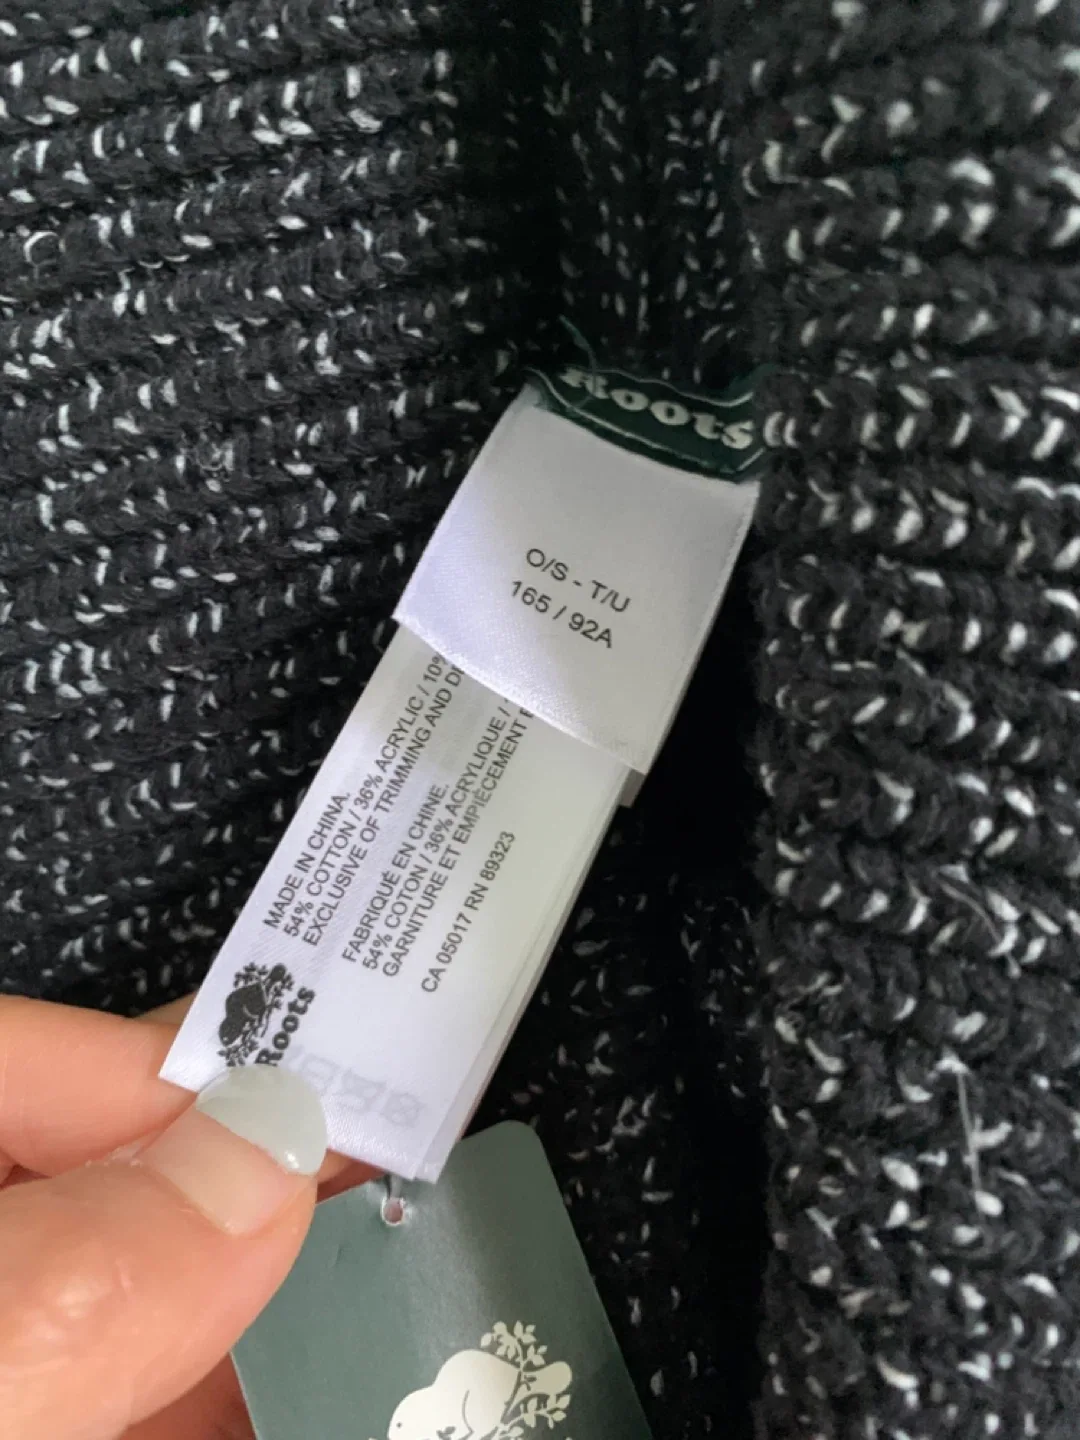 Roots
O/S - T/U
165 / 92A
MADE IN CHINA.
54% COTTON / 36% ACRYLIC / 10%
EXCLUSIVE OF TRIMMING AND
FABRIQUÉ EN CHINE.
54% COTON / 36% ACRYLIQUE /
GARNITURE ET EMPIÈCEMENT
CA 05017 RN 89323
Roots